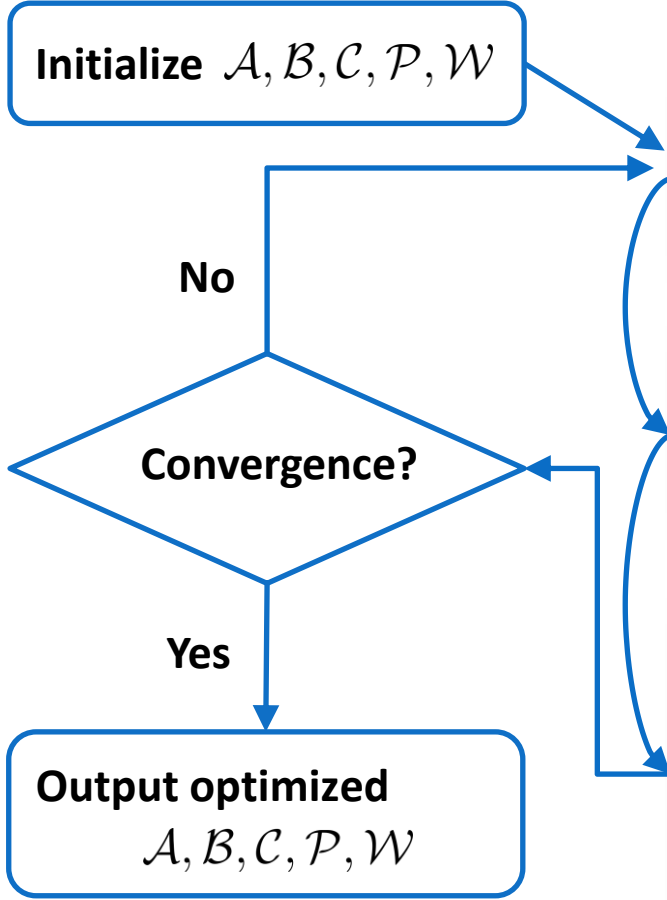 Initialize 𝒜, ℬ, 𝒞, 𝒫, 𝒲
No
Convergence?
Yes
Output optimized
𝒜, ℬ, 𝒞, 𝒫, 𝒲